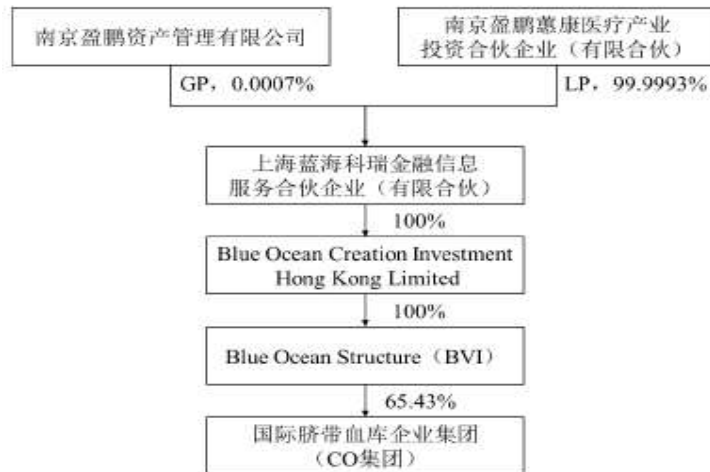 南京盈鹏资产管理有限公司
南京盈鹏蕙康医疗产业
投资合伙企业（有限合伙）
GP，0.0007%
LP，99.9993%
上海蓝海科瑞金融信息
服务合伙企业（有限合伙）
100%
Blue Ocean Creation Investment
Hong Kong Limited
100%
Blue Ocean Structure（BVI）
65.43%
国际脐带血库企业集团
（CO集团）